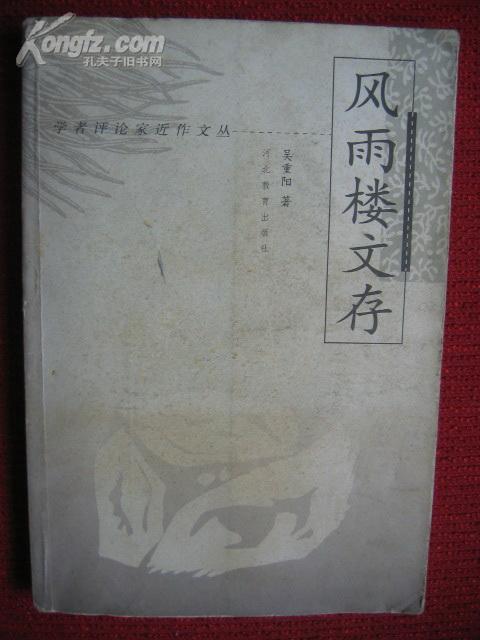 Kongfz.com
孔夫子旧书网
学者评论家近作文丛
风雨楼文存
吴重阳 著
河北教育出版社